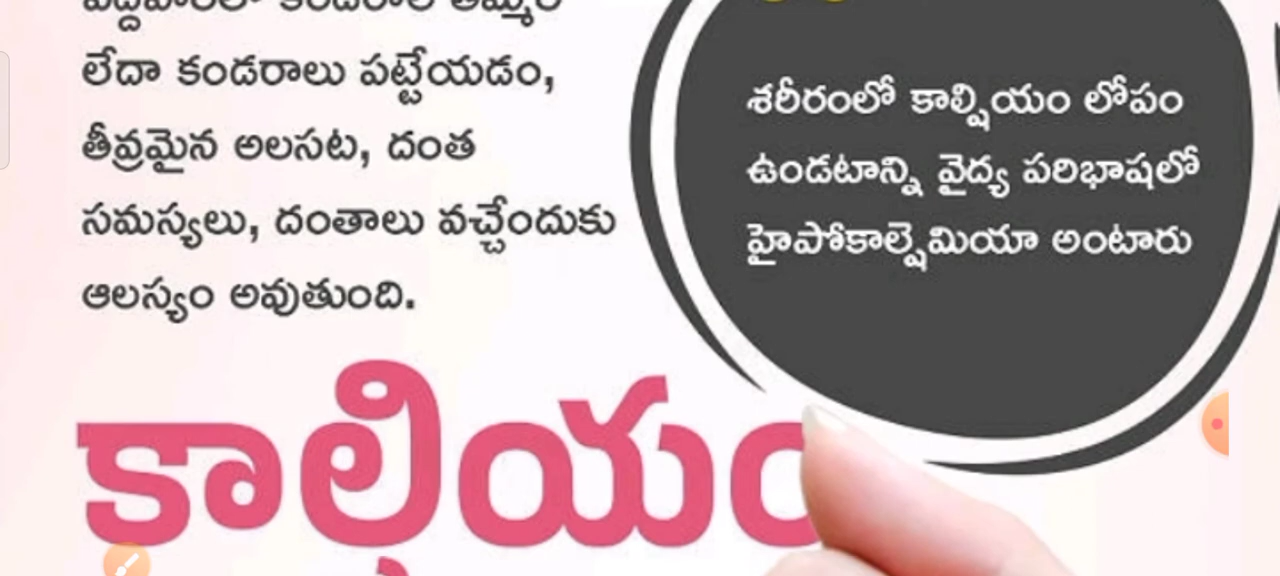 లేదా కండరాలు పట్టేయడం,
తీవ్రమైన అలసట, దంత
సమస్యలు, దంతాలు వచ్చేందుకు
ఆలస్యం అవుతుంది.
శరీరంలో కాల్షియం లోపం
ఉండటాన్ని వైద్య పరిభాషలో
హైపోకాల్షెమియా అంటారు
కాల్షియం